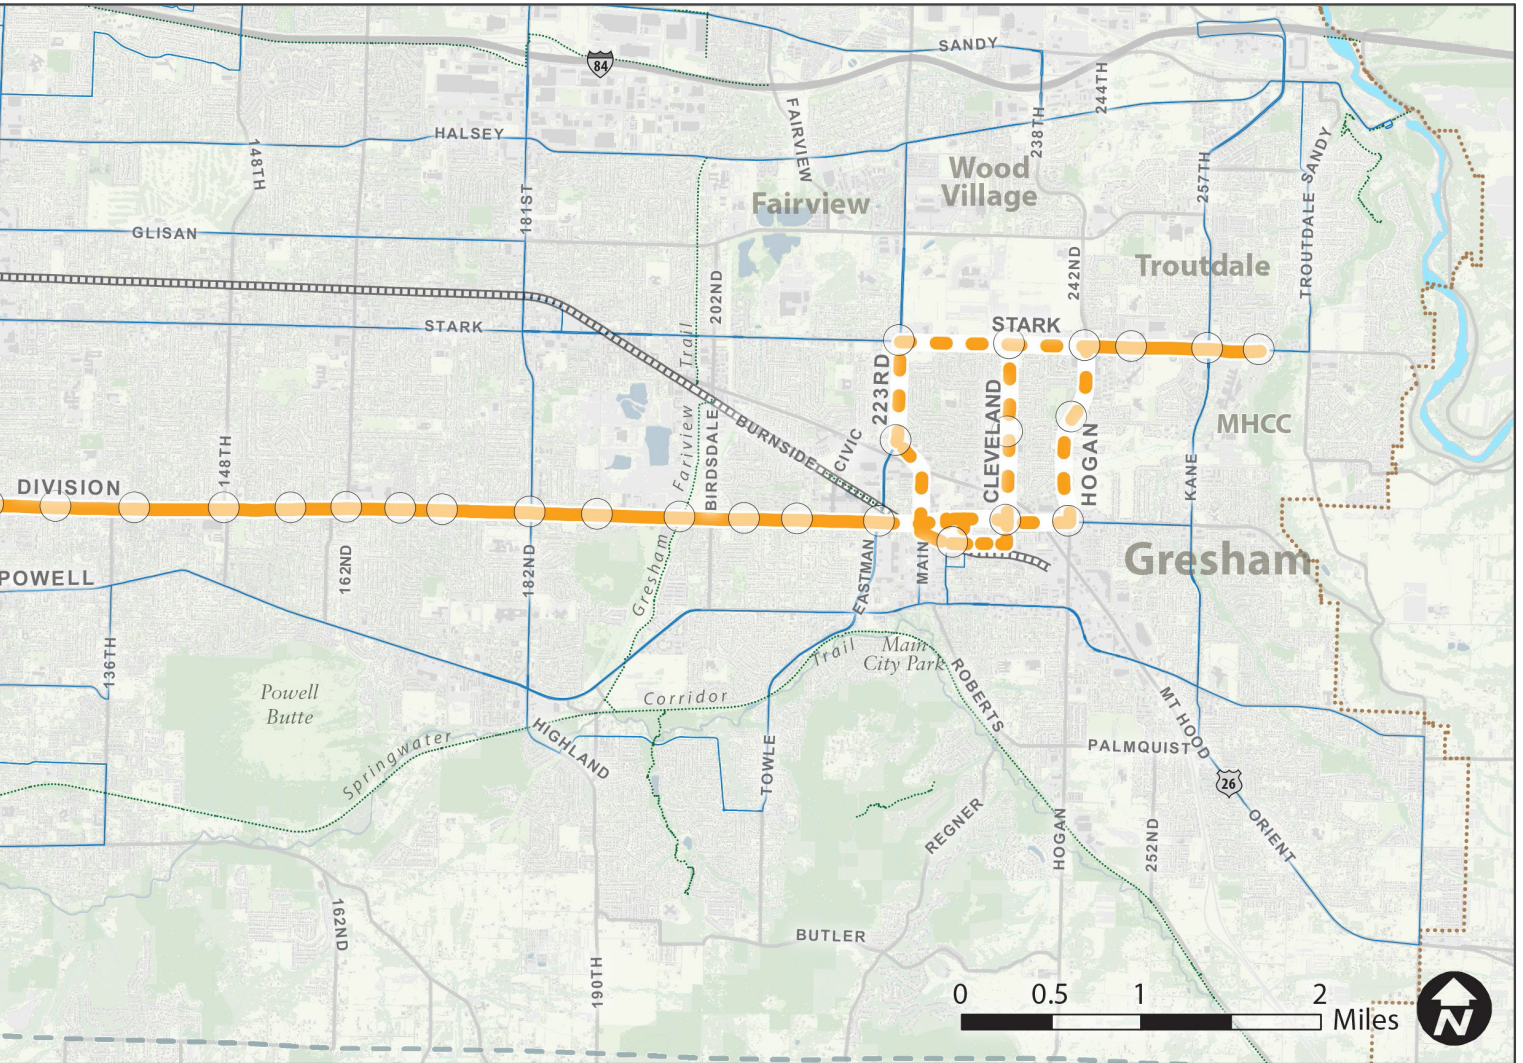 SANDY
84
244TH
FAIRVIEW
238TH
HALSEY
148TH
SANDY
Wood
Village
257TH
181ST
Fairview
TROUTDALE
GLISAN
242ND
Troutdale
202ND
STARK
STARK
Trail
223RD
CLEVELAND
Fariview
BIRDSDALE
BURNSIDE
CIVIC
HOGAN
MHCC
148TH
KANE
DIVISION
Gresham
EASTMAN
MAIN
Gresham
162ND
182ND
POWELL
136TH
Trail
Main
City Park
ROBERTS
Powell
Butte
Corridor
MT HOOD
Springwater
HIGHLAND
TOWLE
PALMQUIST
26
REGNER
HOGAN
252ND
ORIENT
162ND
BUTLER
190TH
0 0.5 1 2
Miles
N